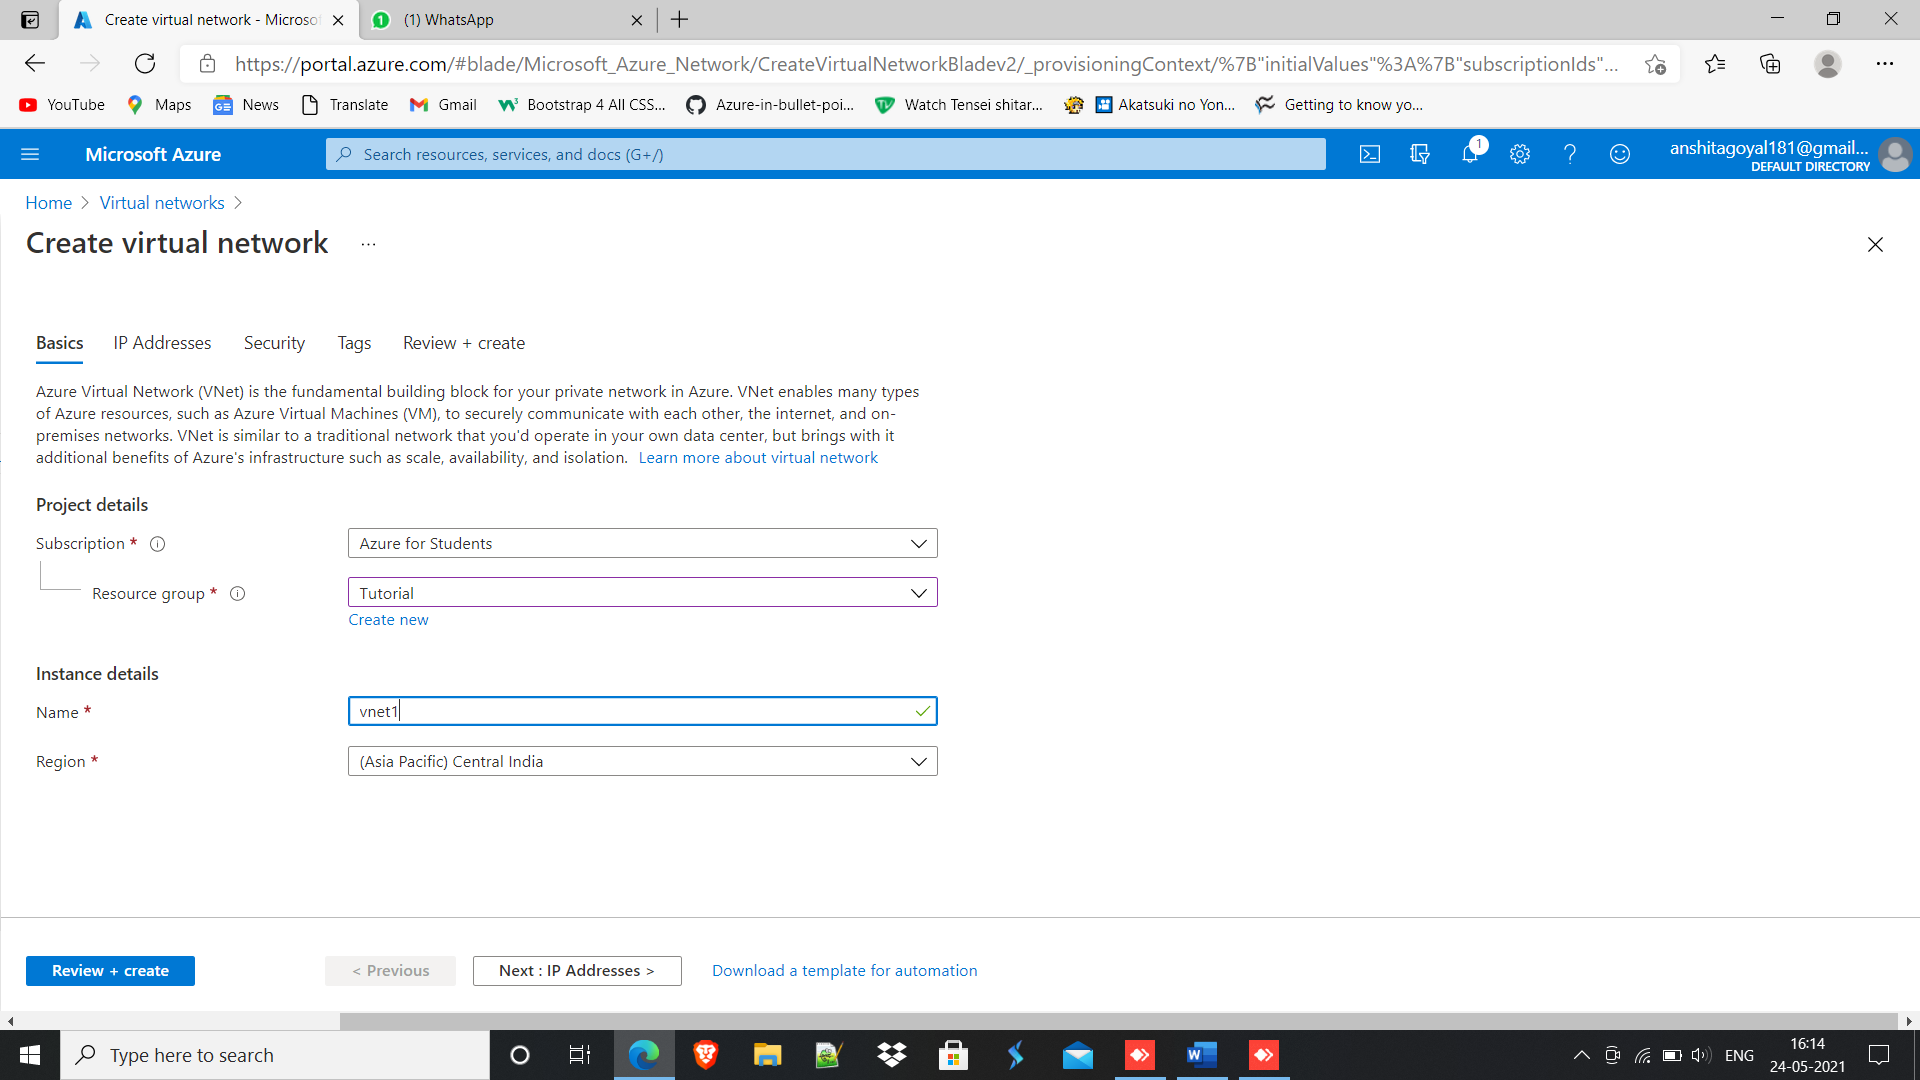 Create virtual network - Microso
(1) WhatsApp
https://portal.azure.com/#blade/Microsoft_Azure_Network/CreateVirtualNetworkBladev2/_provisioningContext/%7B"initialValues"%3A%7B"subscriptionIds"...
YouTube Maps News Translate Gmail Bootstrap 4 All CSS... Azure-in-bullet-poi... Watch Tensei shitar... Akatsuki no Yon... Getting to know yo...
Microsoft Azure
Search resources, services, and docs (G+/)
1
anshitagoyal181@gmail...
DEFAULT DIRECTORY
Home > Virtual networks >
Create virtual network ...
Basics IP Addresses Security Tags Review + create
Azure Virtual Network (VNet) is the fundamental building block for your private network in Azure. VNet enables many types
of Azure resources, such as Azure Virtual Machines (VM), to securely communicate with each other, the internet, and on-
premises networks. VNet is similar to a traditional network that you'd operate in your own data center, but brings with it
additional benefits of Azure's infrastructure such as scale, availability, and isolation. Learn more about virtual network
Project details
Subscription * Azure for Students
Resource group * Tutorial
Create new
Instance details
Name * vnet1
Region * (Asia Pacific) Central India
Review + create < Previous Next : IP Addresses > Download a template for automation
Type here to search
ENG
16:14
24-05-2021